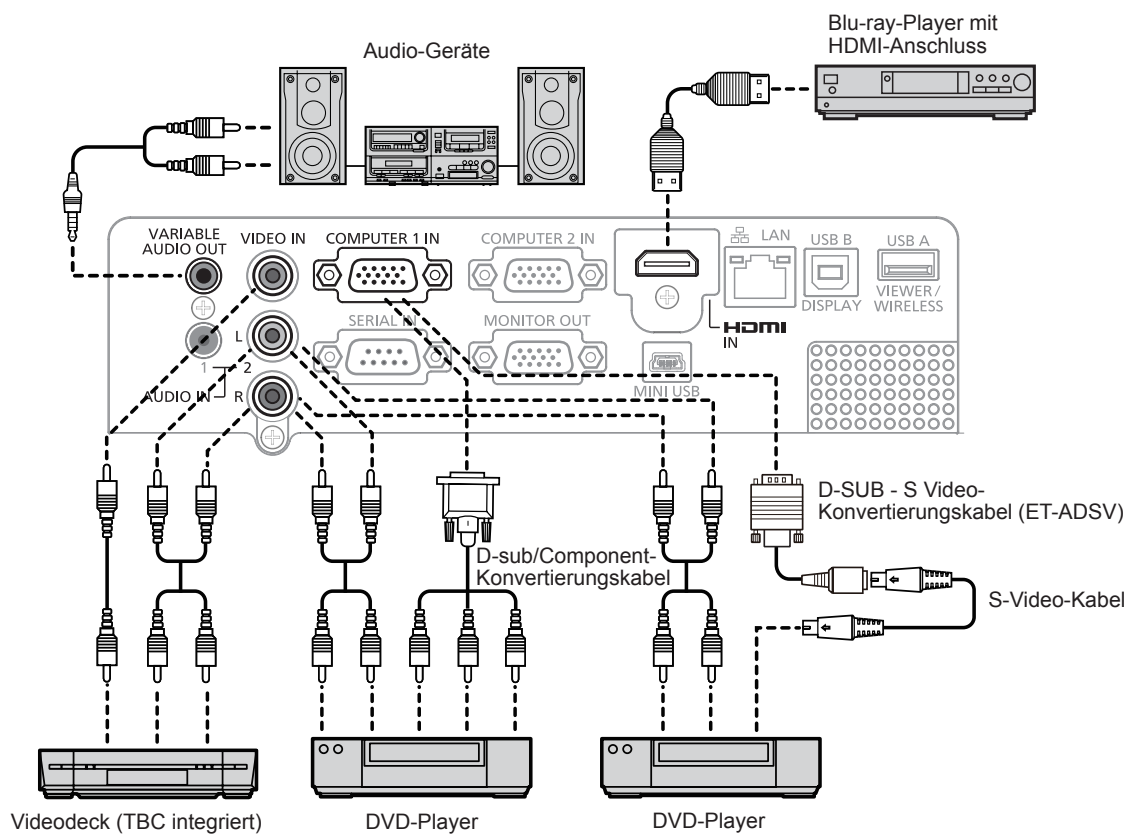 Blu-ray-Player mit
HDMI-Anschluss
Audio-Geräte
VARIABLE
AUDIO OUT
VIDEO IN
COMPUTER 1 IN
COMPUTER 2 IN
LAN
USB B
USB A
DISPLAY
VIEWER/
WIRELESS
HDMI
IN
SERIAL IN
MONITOR OUT
MINI USB
L
1
2
AUDIO IN
R
D-SUB - S Video-
Konvertierungskabel (ET-ADSV)
D-sub/Component-
Konvertierungskabel
S-Video-Kabel
Videodeck (TBC integriert)
DVD-Player
DVD-Player